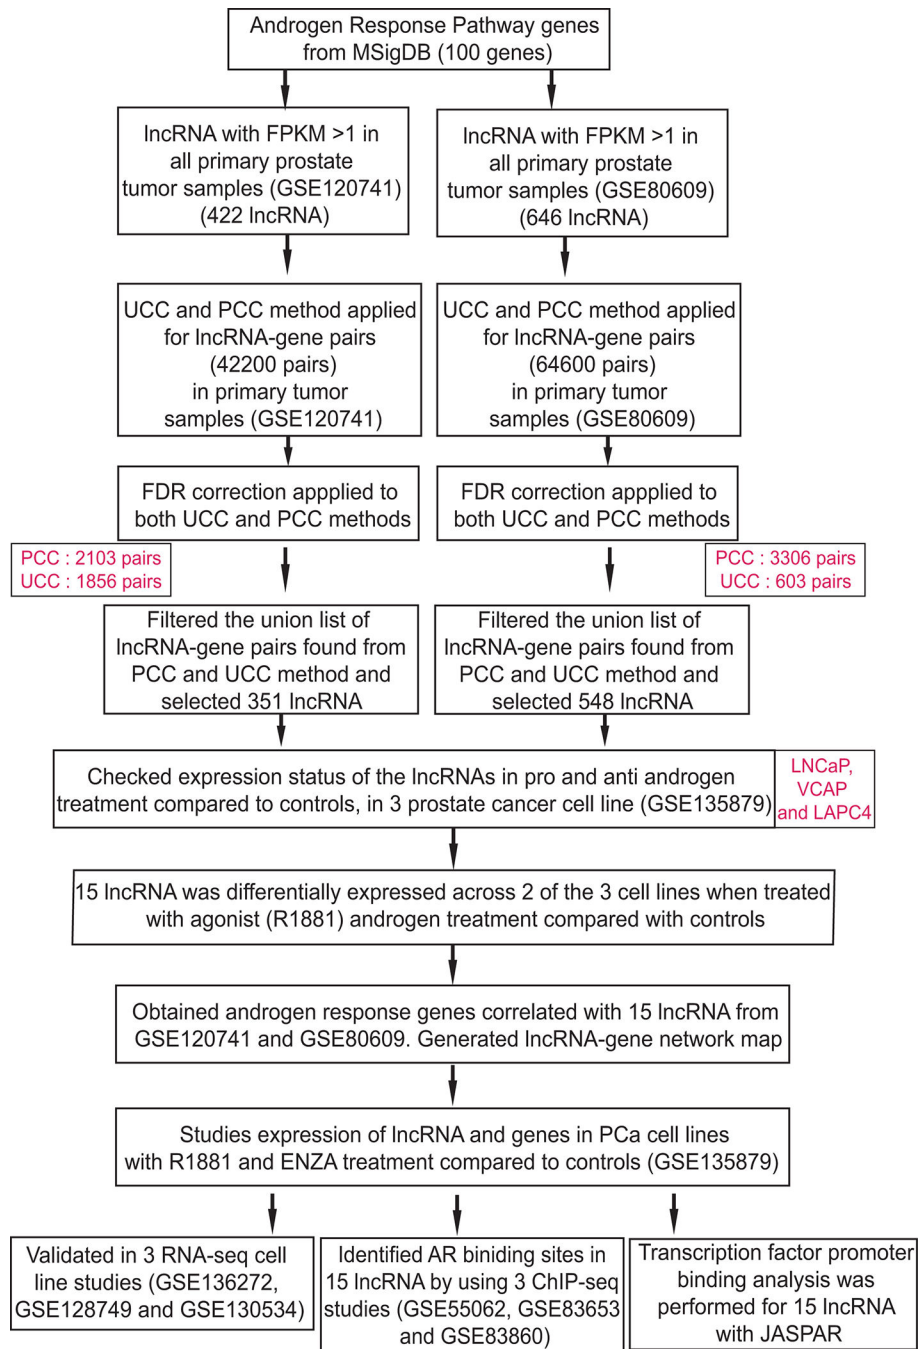 Androgen Response Pathway genes
from MSigDB (100 genes)
lncRNA with FPKM >1 in
all primary prostate
tumor samples (GSE120741)
(422 lncRNA)
lncRNA with FPKM >1 in
all primary prostate
tumor samples (GSE80609)
(646 lncRNA)
UCC and PCC method applied
for lncRNA-gene pairs
(42200 pairs)
in primary tumor
samples (GSE120741)
UCC and PCC method applied
for lncRNA-gene pairs
(64600 pairs)
in primary tumor
samples (GSE80609)
FDR correction appplied to
both UCC and PCC methods
FDR correction appplied to
both UCC and PCC methods
PCC : 2103 pairs
UCC : 1856 pairs
PCC : 3306 pairs
UCC : 603 pairs
Filtered the union list of
lncRNA-gene pairs found from
PCC and UCC method and
selected 351 lncRNA
Filtered the union list of
lncRNA-gene pairs found from
PCC and UCC method and
selected 548 lncRNA
Checked expression status of the lncRNAs in pro and anti androgen
treatment compared to controls, in 3 prostate cancer cell line (GSE135879)
LNCaP,
VCAP
and LAPC4
15 lncRNA was differentially expressed across 2 of the 3 cell lines when treated
with agonist (R1881) androgen treatment compared with controls
Obtained androgen response genes correlated with 15 lncRNA from
GSE120741 and GSE80609. Generated lncRNA-gene network map
Studies expression of lncRNA and genes in PCa cell lines
with R1881 and ENZA treatment compared to controls (GSE135879)
Validated in 3 RNA-seq cell
line studies (GSE136272,
GSE128749 and GSE130534)
Identified AR bininding sites in
15 lncRNA by using 3 ChIP-seq
studies (GSE55062, GSE83653
and GSE83860)
Transcription factor promoter
binding analysis was
performed for 15 lncRNA
with JASPAR